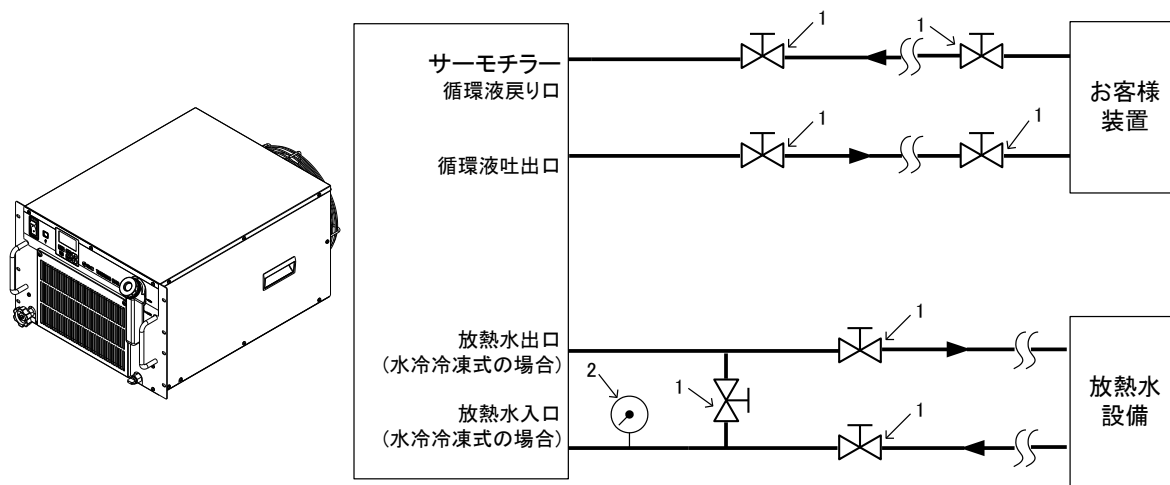 サーモチラー
循環液戻り口
循環液吐出口
放熱水出口
(水冷冷凍式の場合)
放熱水入口
(水冷冷凍式の場合)
1
1
1
1
お客様
装置
1
2
1
1
放熱水
設備